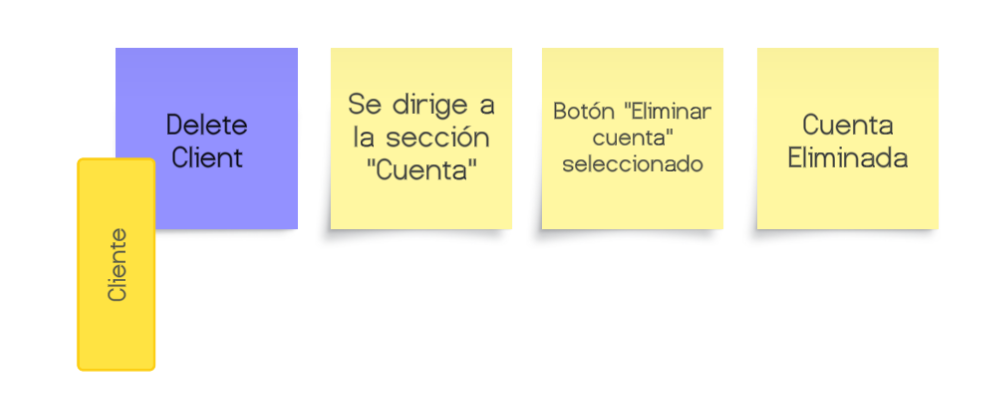 Delete
Client
Cliente
Se dirige a
la sección
"Cuenta"
Botón "Eliminar
cuenta"
seleccionado
Cuenta
Eliminada